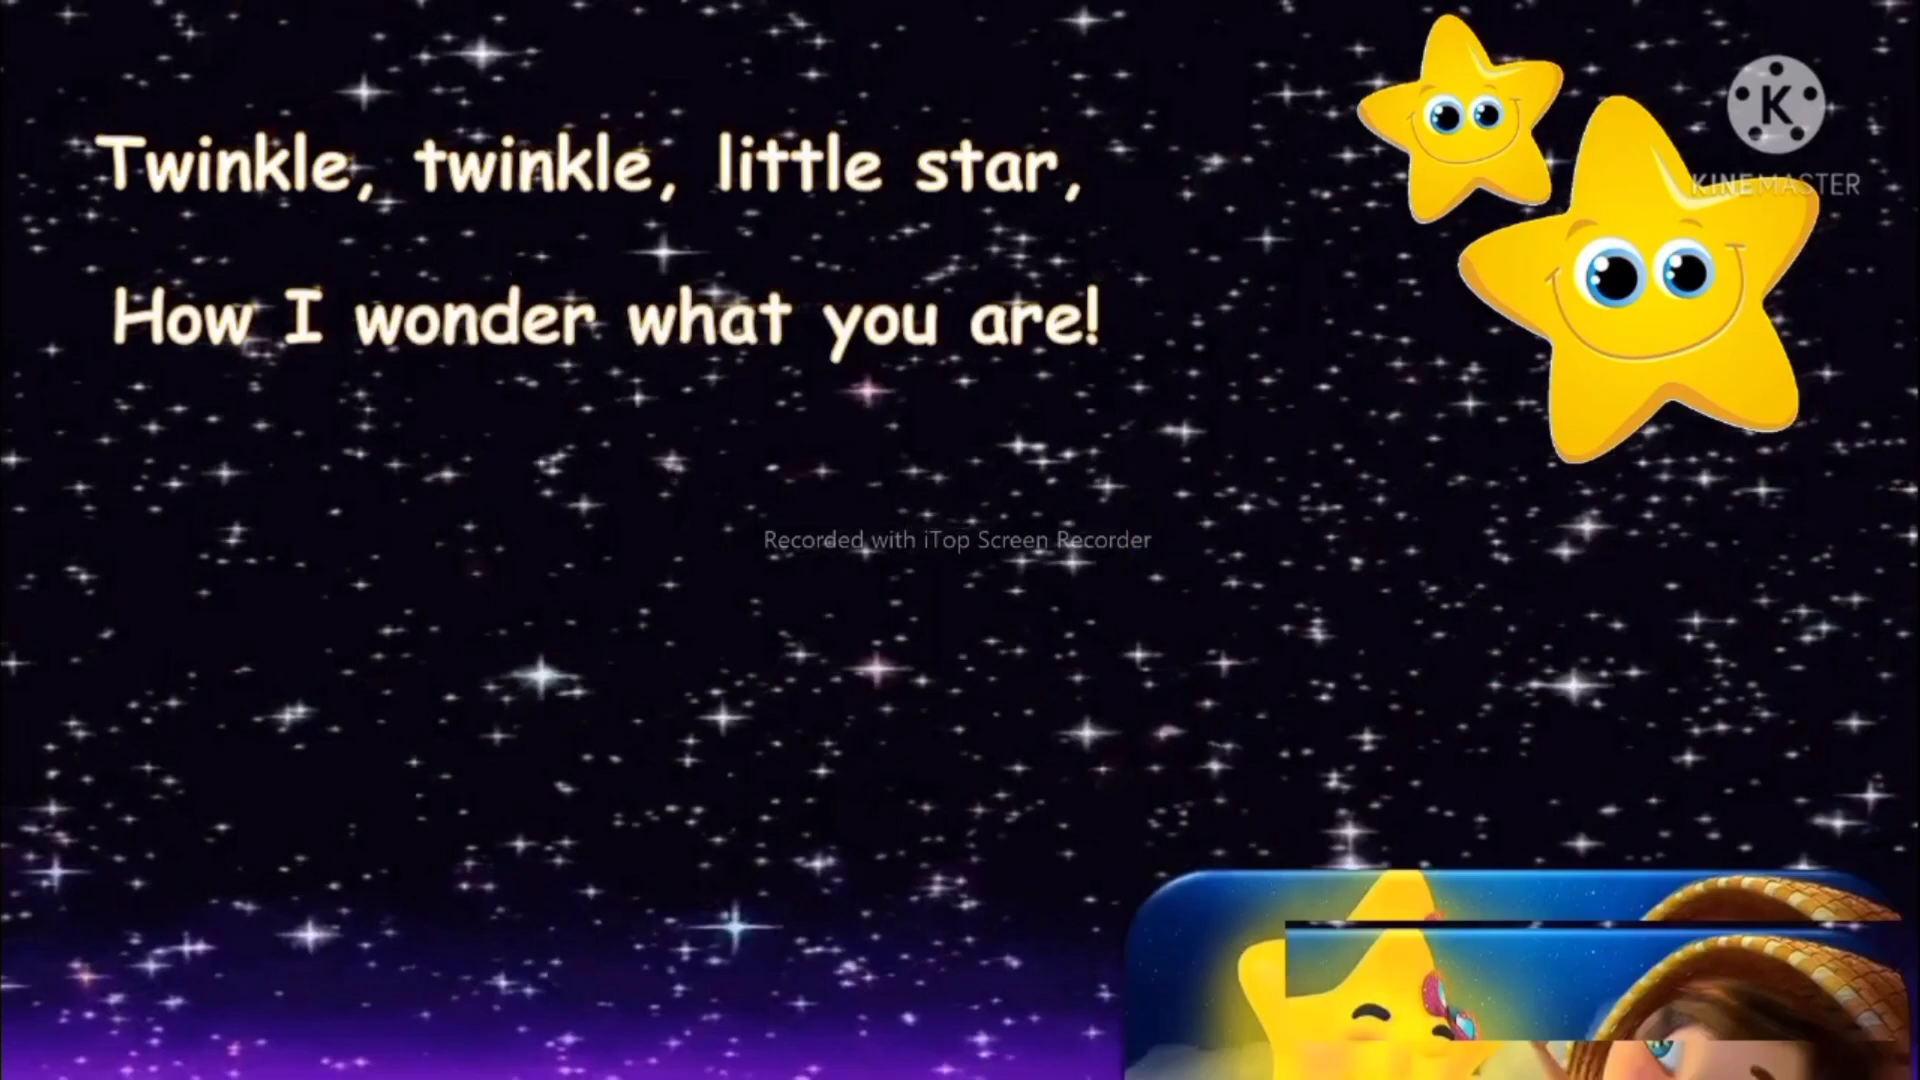 Twinkle, twinkle, little star,
How I wonder what you are!
K
KINEMASTER
Recorded with iTop Screen Recorder